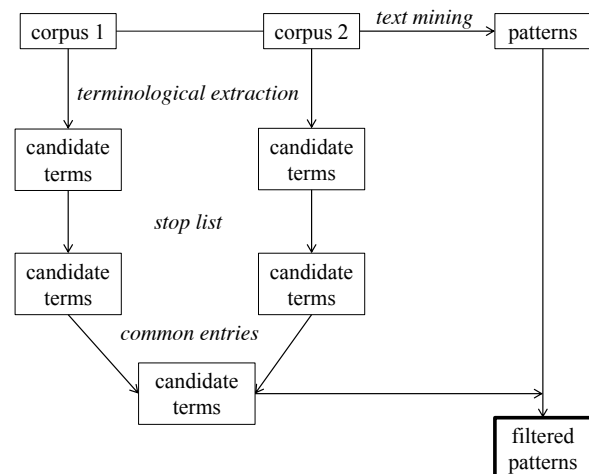 corpus 1
corpus 2
text mining
patterns
terminological extraction
candidate
terms
candidate
terms
stop list
candidate
terms
candidate
terms
common entries
candidate
terms
filtered
patterns